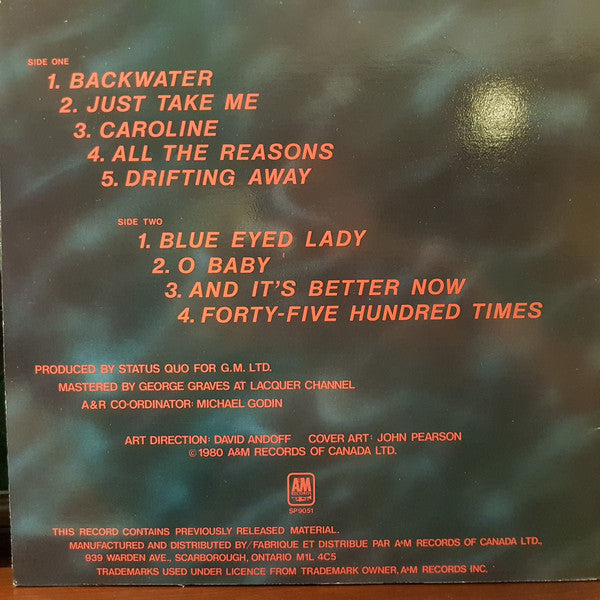 SIDE ONE
1. BACKWATER
2. JUST TAKE ME
3. CAROLINE
4. ALL THE REASONS
5. DRIFTING AWAY
SIDE TWO
1. BLUE EYED LADY
2. O BABY
3. AND IT'S BETTER NOW
4. FORTY-FIVE HUNDRED TIMES
PRODUCED BY STATUS QUO FOR G.M. LTD.
MASTERED BY GEORGE GRAVES AT LACQUER CHANNEL
A&R CO-ORDINATOR: MICHAEL GODIN
ART DIRECTION: DAVID ANDOFF COVER ART: JOHN PEARSON
©1980 A&M RECORDS OF CANADA LTD.
A&M
RECORDS
SP9051
THIS RECORD CONTAINS PREVIOUSLY RELEASED MATERIAL.
MANUFACTURED AND DISTRIBUTED BY/FABRIQUE ET DISTRIBUE PAR A&M RECORDS OF CANADA LTD.,
939 WARDEN AVE., SCARBOROUGH, ONTARIO M1L 4C5
TRADEMARKS USED UNDER LICENCE FROM TRADEMARK OWNER, A&M RECORDS INC.